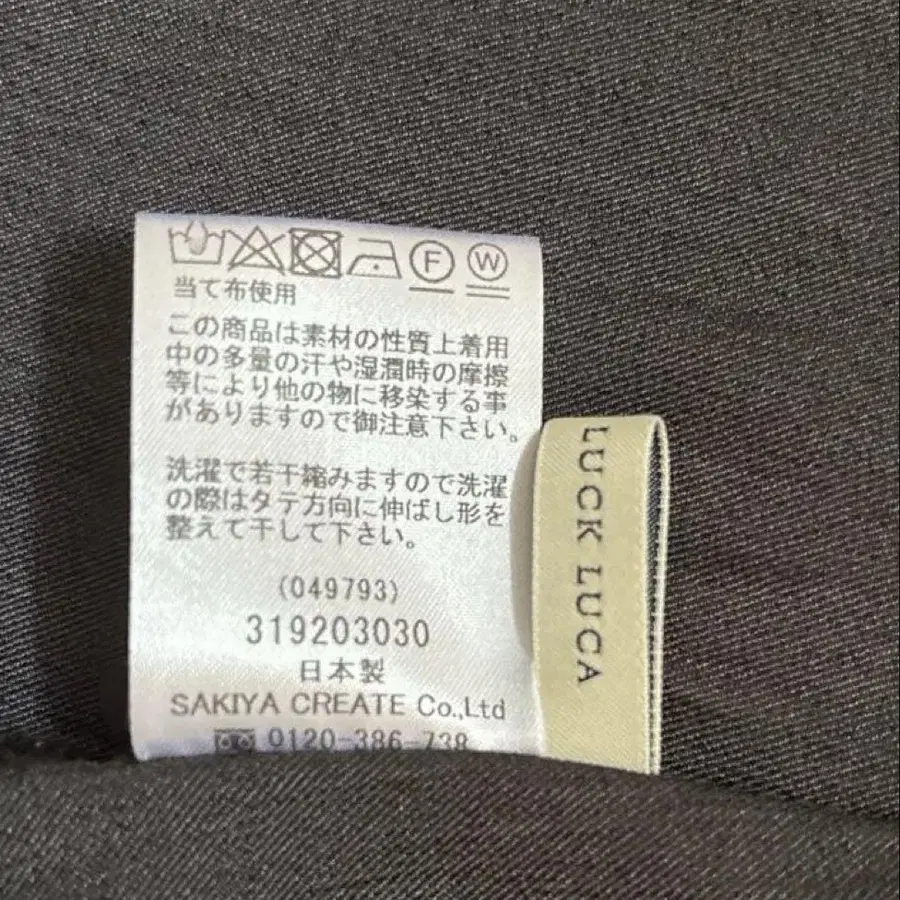 F W
当て布使用
この商品は素材の性質上着用
中の多量の汗や湿潤時の摩擦
等により他の物に移染する事
がありますので御注意下さい。
洗濯で若干縮みますので洗濯
の際はタテ方向に伸ばし形を
整えて干して下さい。
(049793)
319203030
日本製
SAKIYA CREATE Co.,Ltd
0120-386-738
LUCK LUCA